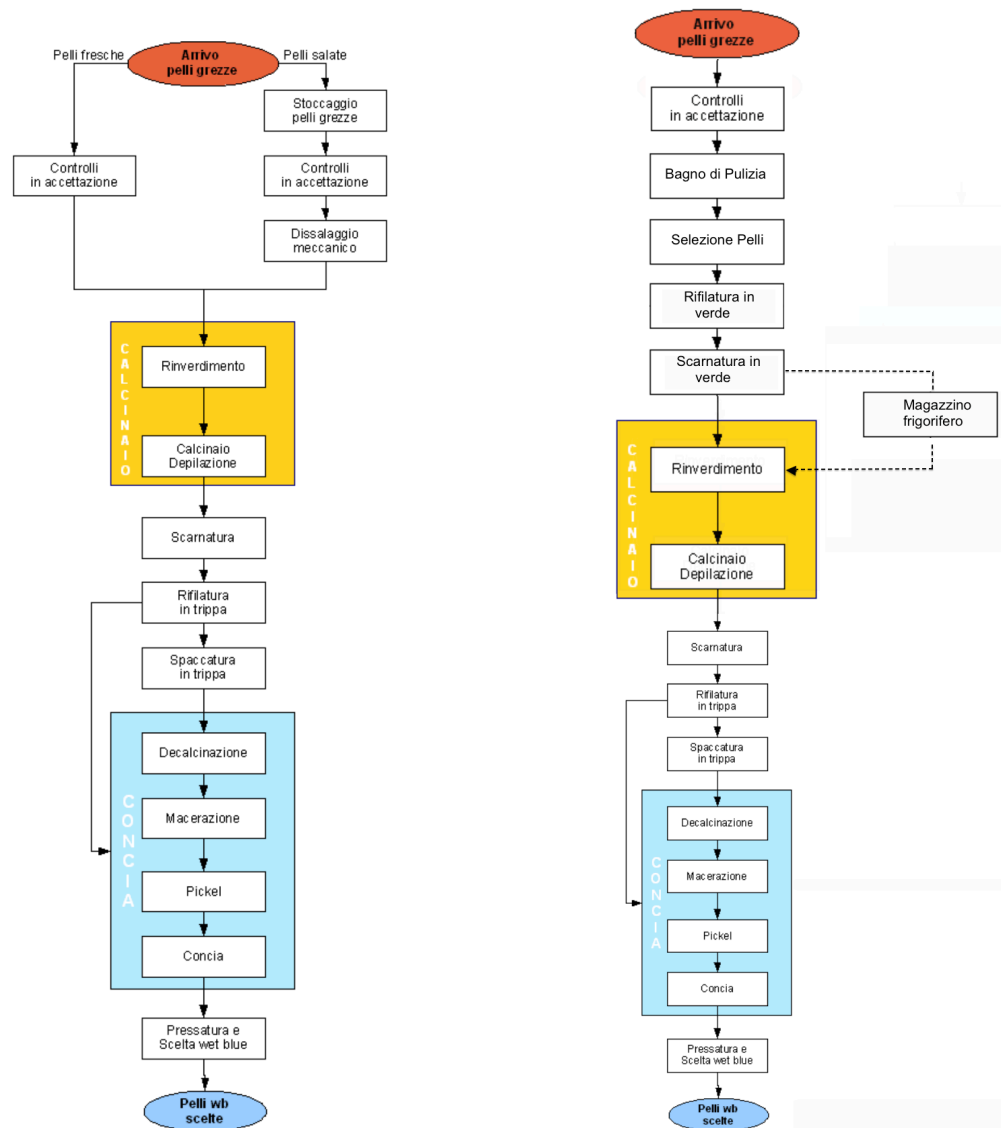 Arrivo
pelli grezze
Pelli fresche
Pelli salate
Stoccaggio
pelli grezze
Controlli
in accettazione
Controlli
in accettazione
Dissalaggio
meccanico
CALCINAIO
Rinverdimento
Calcinaio
Depilazione
Scarnatura
Rifilatura
in trippa
Spaccatura
in trippa
CONCIA
Decalcinazione
Macerazione
Pickel
Concia
Pressatura e
Scelta wet blue
Pelli wb
scelte
Arrivo
pelli grezze
Controlli
in accettazione
Bagno di Pulizia
Selezione Pelli
Rifilatura in
verde
Scarnatura in
verde
Magazzino
frigorifero
CALCINAIO
Rinverdimento
Calcinaio
Depilazione
Scarnatura
Rifilatura
in trippa
Spaccatura
in trippa
CONCIA
Decalcinazione
Macerazione
Pickel
Concia
Pressatura e
Scelta wet blue
Pelli wb
scelte